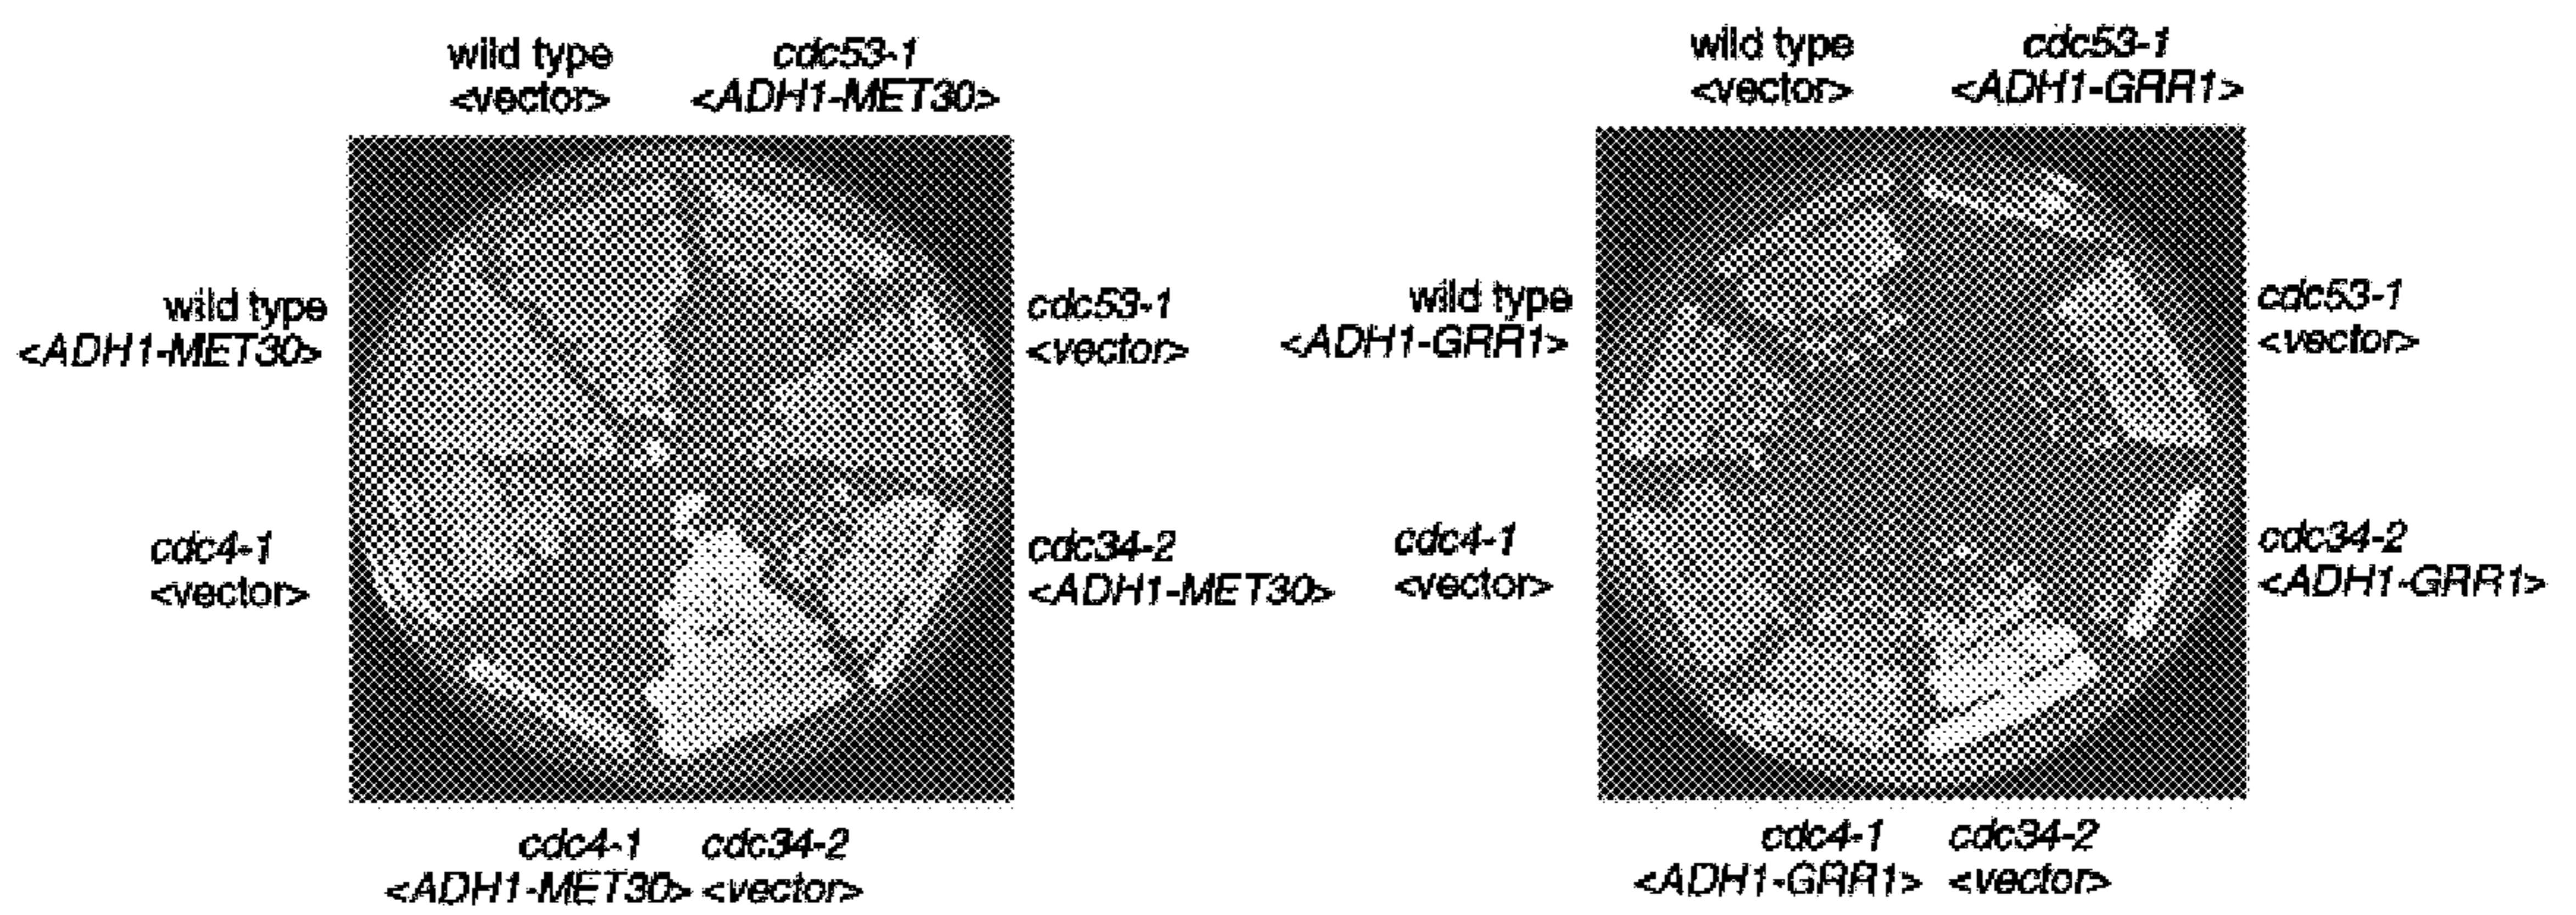 wild type
<vector>
cdc53-1
<ADH1-MET30>
wild type
<ADH1-MET30>
cdc53-1
<vector>
cdc4-1
<vector>
cdc34-2
<ADH1-MET30>
cdc4-1
<ADH1-MET30>
cdc34-2
<vector>
wild type
<vector>
cdc53-1
<ADH1-GRR1>
wild type
<ADH1-GRR1>
cdc53-1
<vector>
cdc4-1
<vector>
cdc34-2
<ADH1-GRR1>
cdc4-1
<ADH1-GRR1>
cdc34-2
<vector>